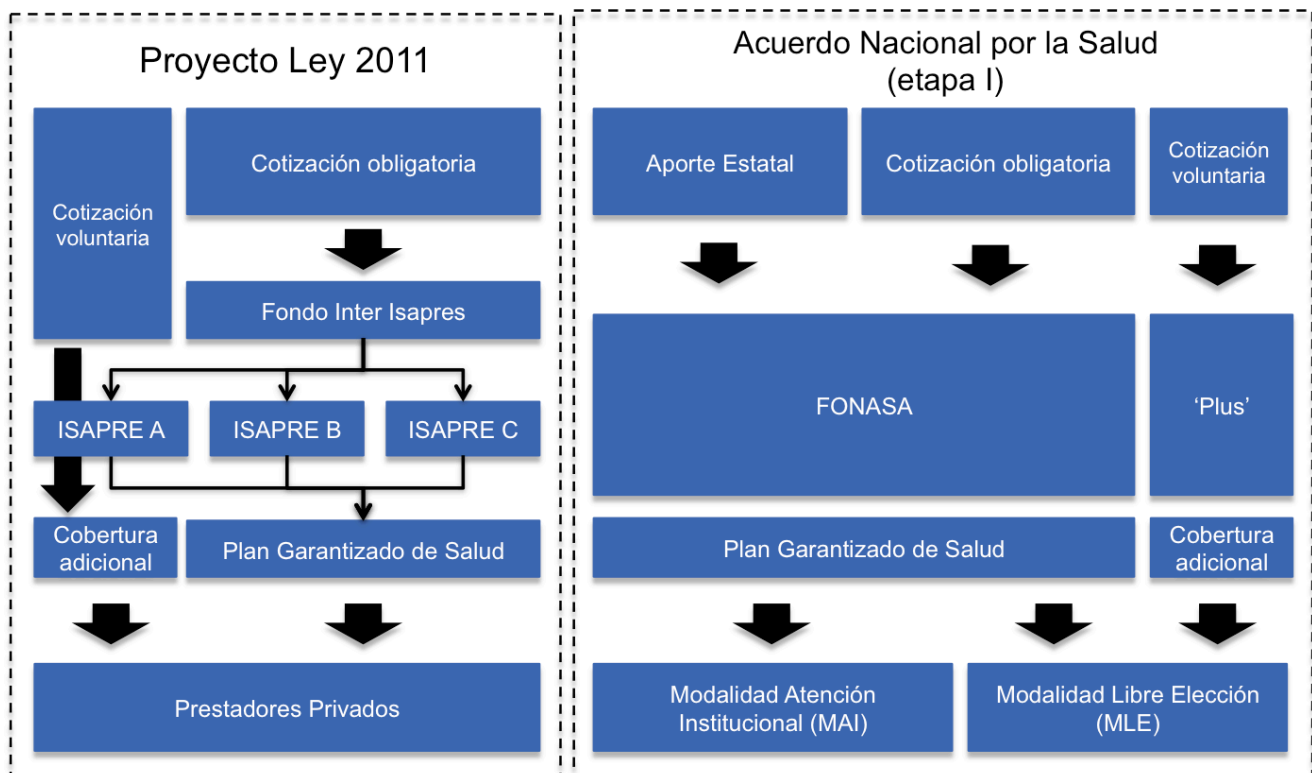 Proyecto Ley 2011
Cotización
voluntaria
Cotización obligatoria
Fondo Inter Isapres
ISAPRE A
ISAPRE B
ISAPRE C
Cobertura
adicional
Plan Garantizado de Salud
Prestadores Privados
Acuerdo Nacional por la Salud
(etapa I)
Aporte Estatal
Cotización obligatoria
Cotización
voluntaria
FONASA
‘Plus’
Plan Garantizado de Salud
Cobertura
adicional
Modalidad Atención
Institucional (MAI)
Modalidad Libre Elección
(MLE)